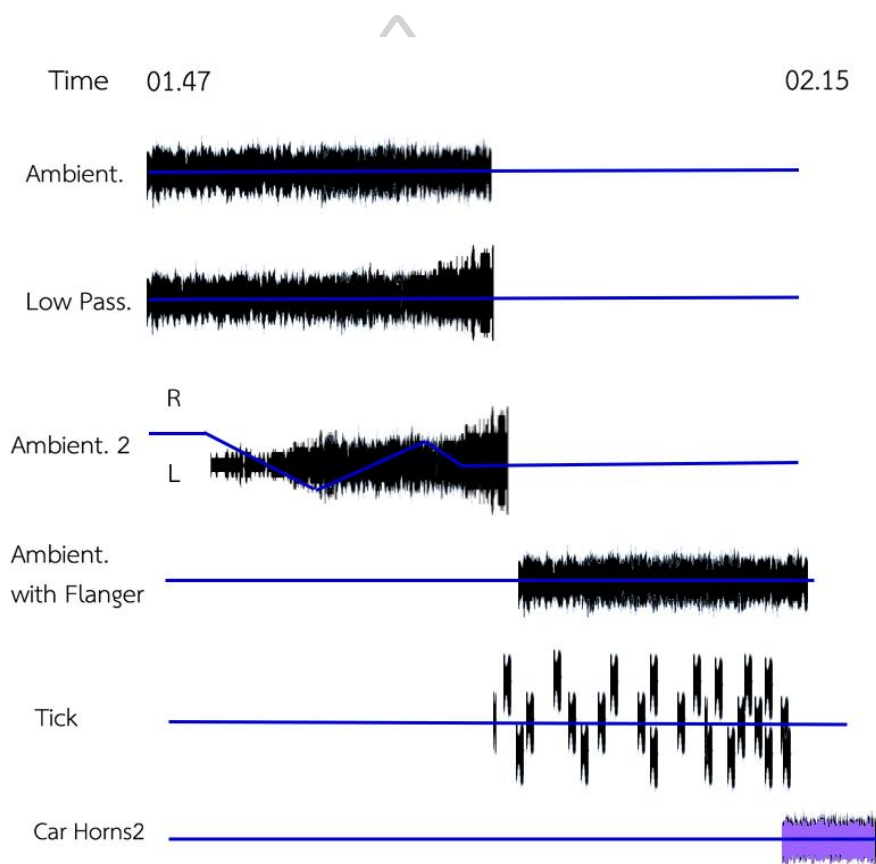 Time 01.47 02.15
Ambient.
Low Pass.
R
Ambient. 2
L
Ambient.
with Flanger
Tick
Car Horns2